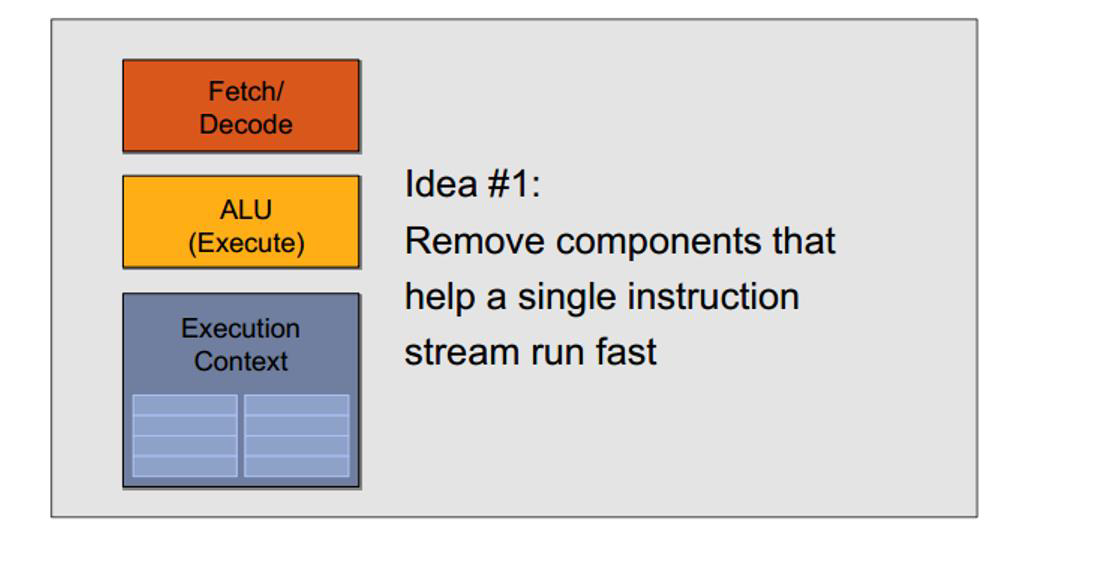 Fetch/
Decode
ALU
(Execute)
Execution
Context
Idea #1:
Remove components that
help a single instruction
stream run fast